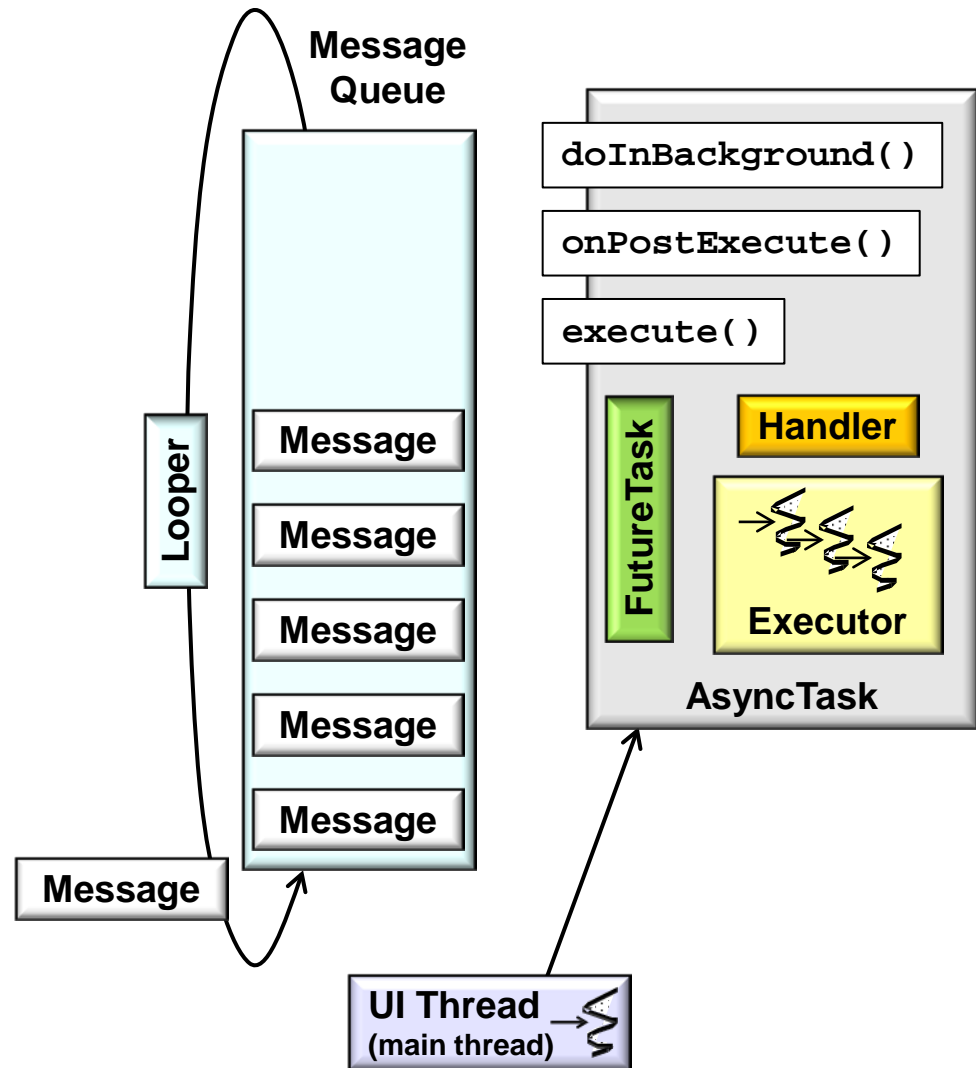 Message
Queue
doInBackground()
onPostExecute()
execute()
Looper
Message
Message
Message
Message
Message
Message
FutureTask
Handler
Executor
AsyncTask
UI Thread
(main thread)